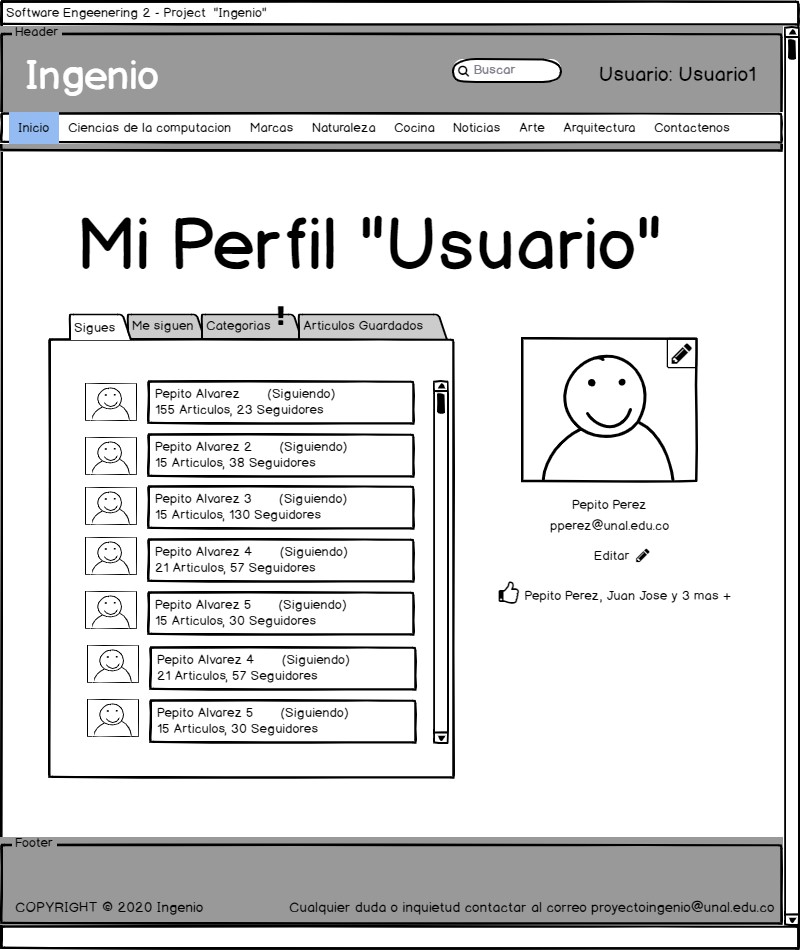 Software Engeenering 2 - Project "Ingenio"
Header
Ingenio
Buscar
Usuario: Usuario1
Inicio Ciencias de la computacion Marcas Naturaleza Cocina Noticias Arte Arquitectura Contactenos
Mi Perfil "Usuario"
Sigues Me siguen Categorias ! Articulos Guardados
Pepito Alvarez (Siguiendo)
155 Articulos, 23 Seguidores
Pepito Alvarez 2 (Siguiendo)
15 Articulos, 38 Seguidores
Pepito Alvarez 3 (Siguiendo)
15 Articulos, 130 Seguidores
Pepito Alvarez 4 (Siguiendo)
21 Articulos, 57 Seguidores
Pepito Alvarez 5 (Siguiendo)
15 Articulos, 30 Seguidores
Pepito Alvarez 4 (Siguiendo)
21 Articulos, 57 Seguidores
Pepito Alvarez 5 (Siguiendo)
15 Articulos, 30 Seguidores
Pepito Perez
pperez@unal.edu.co
Editar
Pepito Perez, Juan Jose y 3 mas +
Footer
COPYRIGHT © 2020 Ingenio
Cualquier duda o inquietud contactar al correo proyectoingenio@unal.edu.co